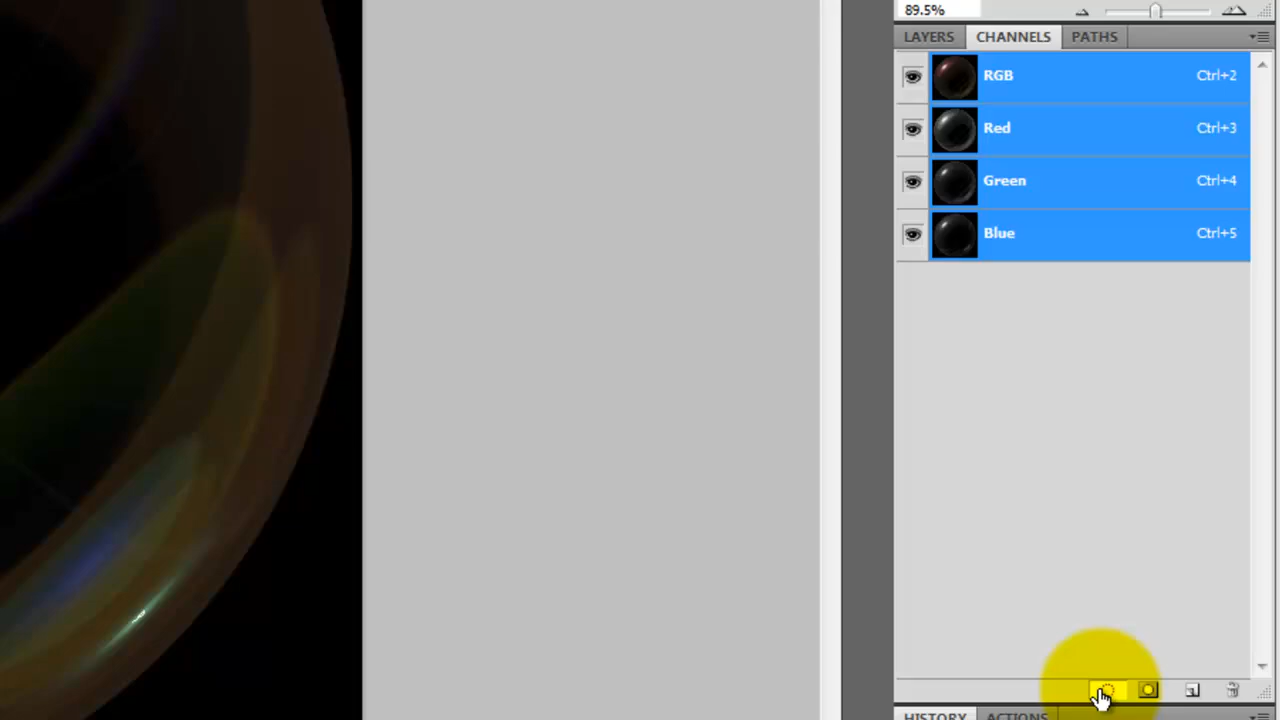 89.5%
LAYERS CHANNELS PATHS
RGB Ctrl+2
Red Ctrl+3
Green Ctrl+4
Blue Ctrl+5
HISTORY ACTIONS